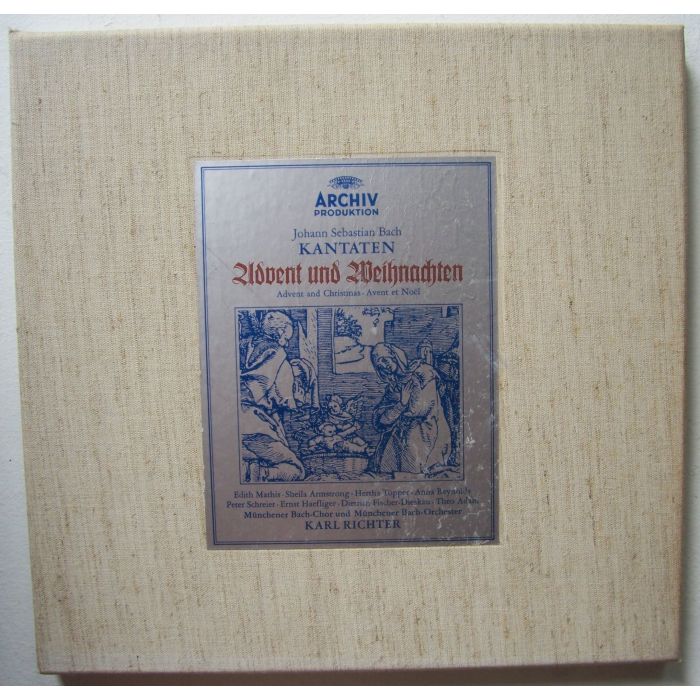 ARCHIV
PRODUKTION
Johann Sebastian Bach
KANTATEN
Advent und Weihnachten
Advent and Christmas · Avent et Noël
Edith Mathis · Sheila Armstrong · Hertha Töpper · Anna Reynolds
Peter Schreier · Ernst Haefliger · Dietrich Fischer-Dieskau · Theo Adam
Münchener Bach-Chor und Münchener Bach-Orchester
KARL RICHTER